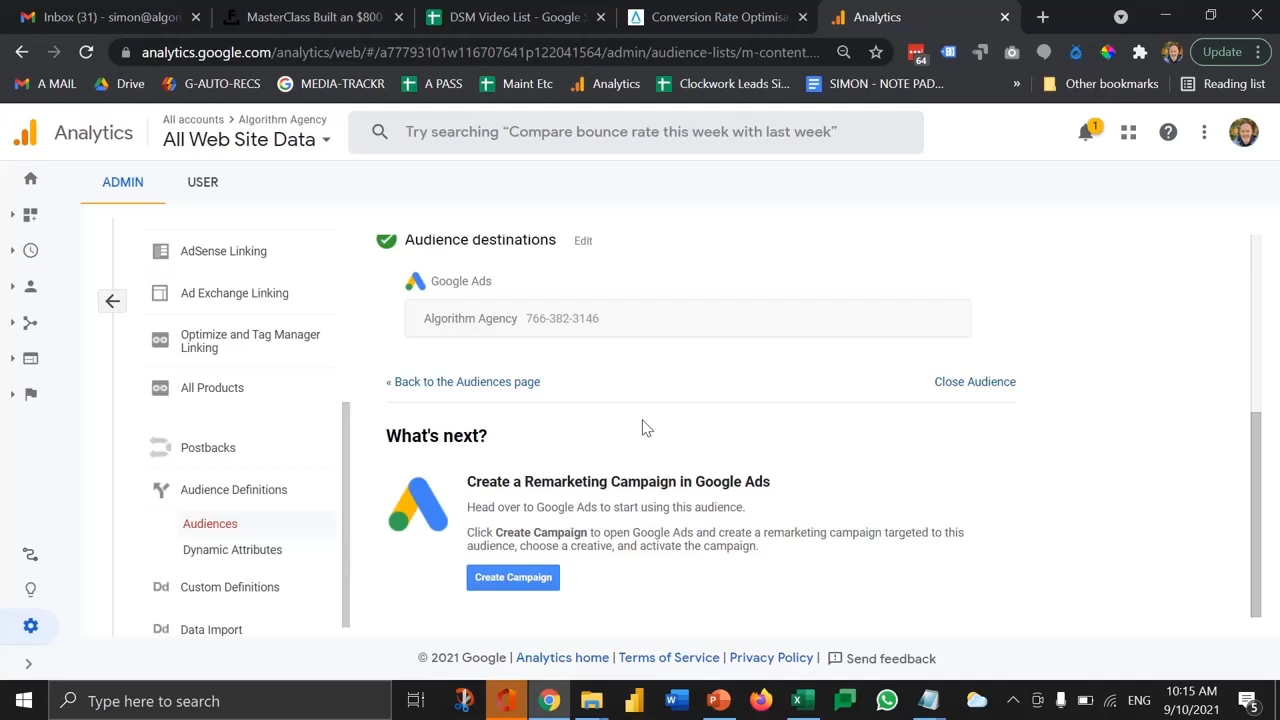 Inbox (41) - simon@algori
MasterClass Built an $800
DSM Video List - Google S
Conversion Rate Optimisa
Analytics
analytics.google.com/analytics/web/#/a77793101w116707641p122041564/admin/audience-lists/m-content...
64
Update
A MAIL
Drive
G-AUTO-RECS
MEDIA-TRACKR
A PASS
Maint Etc
Analytics
Clockwork Leads Si...
SIMON - NOTE PAD...
»
Other bookmarks
Reading list
Analytics
All accounts > Algorithm Agency
All Web Site Data
Try searching “Compare bounce rate this week with last week”
1
ADMIN
USER
AdSense Linking
Ad Exchange Linking
Optimize and Tag Manager
Linking
All Products
Postbacks
Audience Definitions
Audiences
Dynamic Attributes
Dd Custom Definitions
Dd Data Import
Audience destinations Edit
Google Ads
Algorithm Agency 766-382-3146
« Back to the Audiences page
Close Audience
What's next?
Create a Remarketing Campaign in Google Ads
Head over to Google Ads to start using this audience.
Click Create Campaign to open Google Ads and create a remarketing campaign targeted to this
audience, choose a creative, and activate the campaign.
Create Campaign
© 2021 Google | Analytics home | Terms of Service | Privacy Policy | Send feedback
Type here to search
ENG
10:15 AM
9/10/2021
5